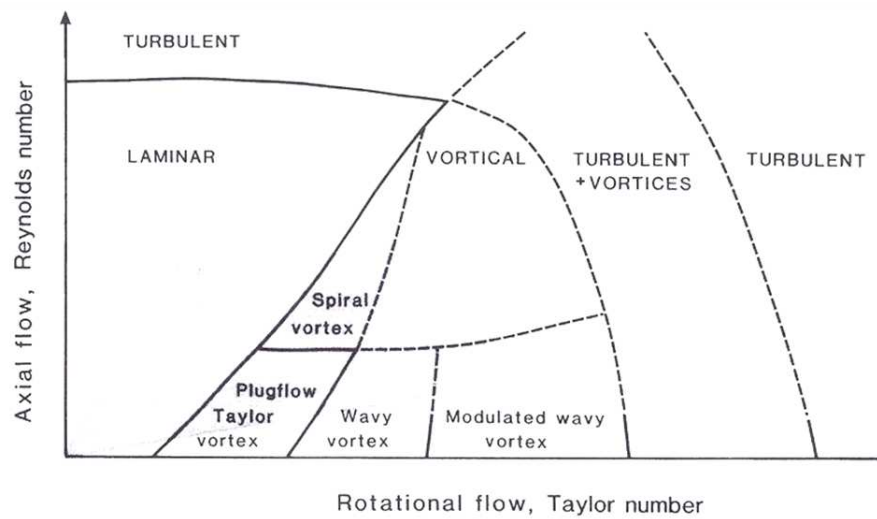 TURBULENT
Axial flow, Reynolds number
LAMINAR
VORTICAL
TURBULENT
+VORTICES
TURBULENT
Spiral
vortex
Plugflow
Taylor
vortex
Wavy
vortex
Modulated wavy
vortex
Rotational flow, Taylor number